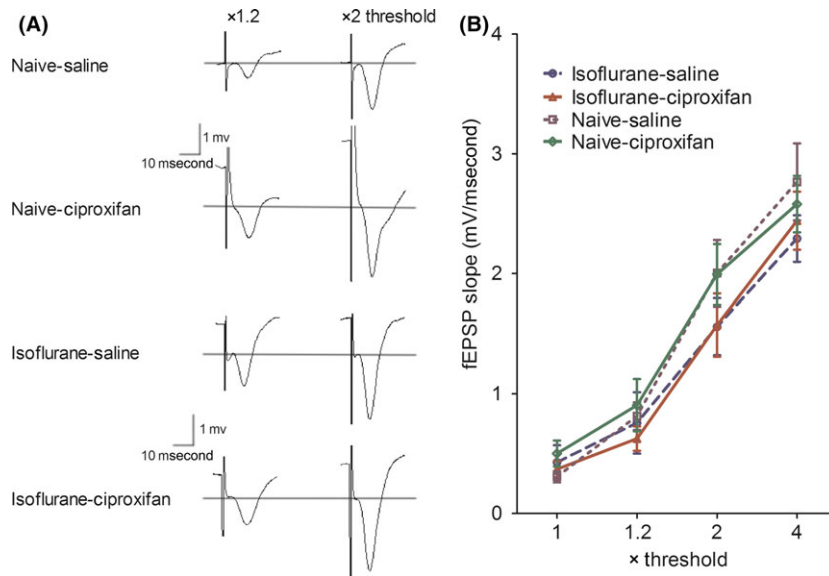 (A)
×1.2
×2 threshold
Naive-saline
1 mv
10 msecond
Naive-ciproxifan
Isoflurane-saline
1 mv
10 msecond
Isoflurane-ciproxifan
(B)
Isoflurane-saline
Isoflurane-ciproxifan
Naive-saline
Naive-ciproxifan
fEPSP slope (mV/msecond)
4
3
2
1
0
1 1.2 2 4
× threshold